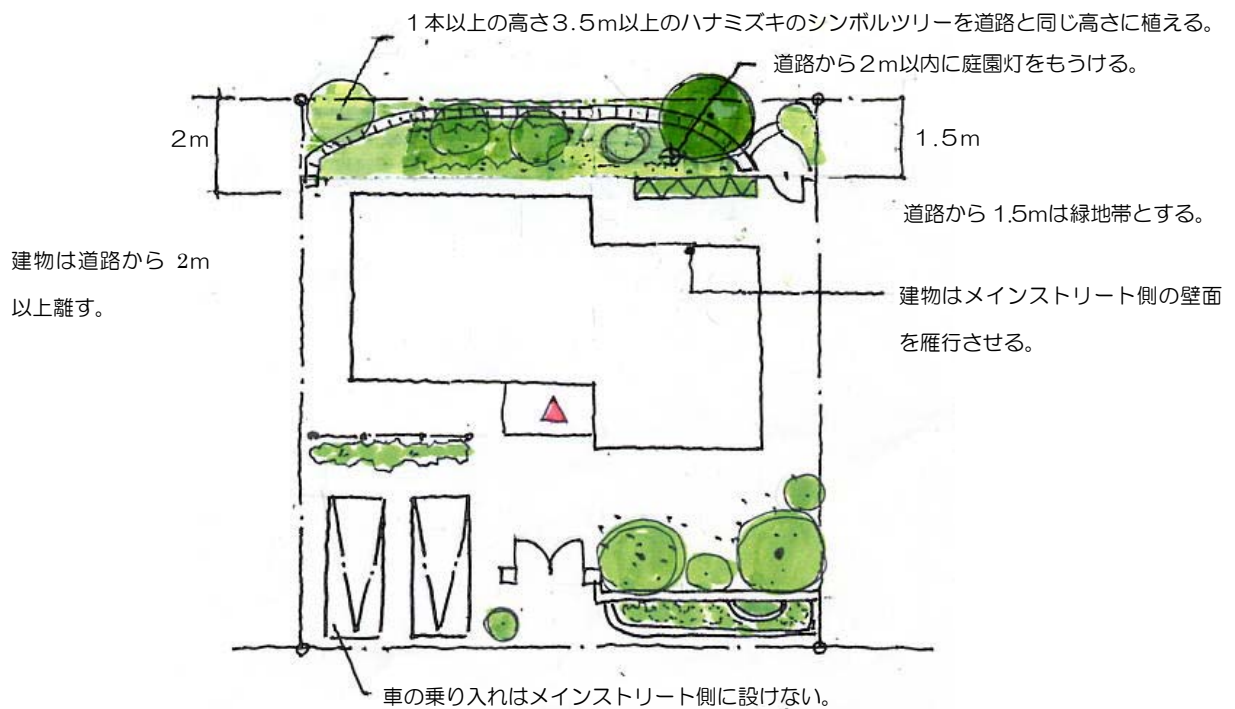 1本以上の高さ3.5m以上のハナミズキのシンボルツリーを道路と同じ高さに植える。
道路から2m以内に庭園灯をもうける。
2m
1.5m
道路から 1.5mは緑地帯とする。
建物は道路から 2m
以上離す。
建物はメインストリート側の壁面
を雁行させる。
車の乗り入れはメインストリート側に設けない。